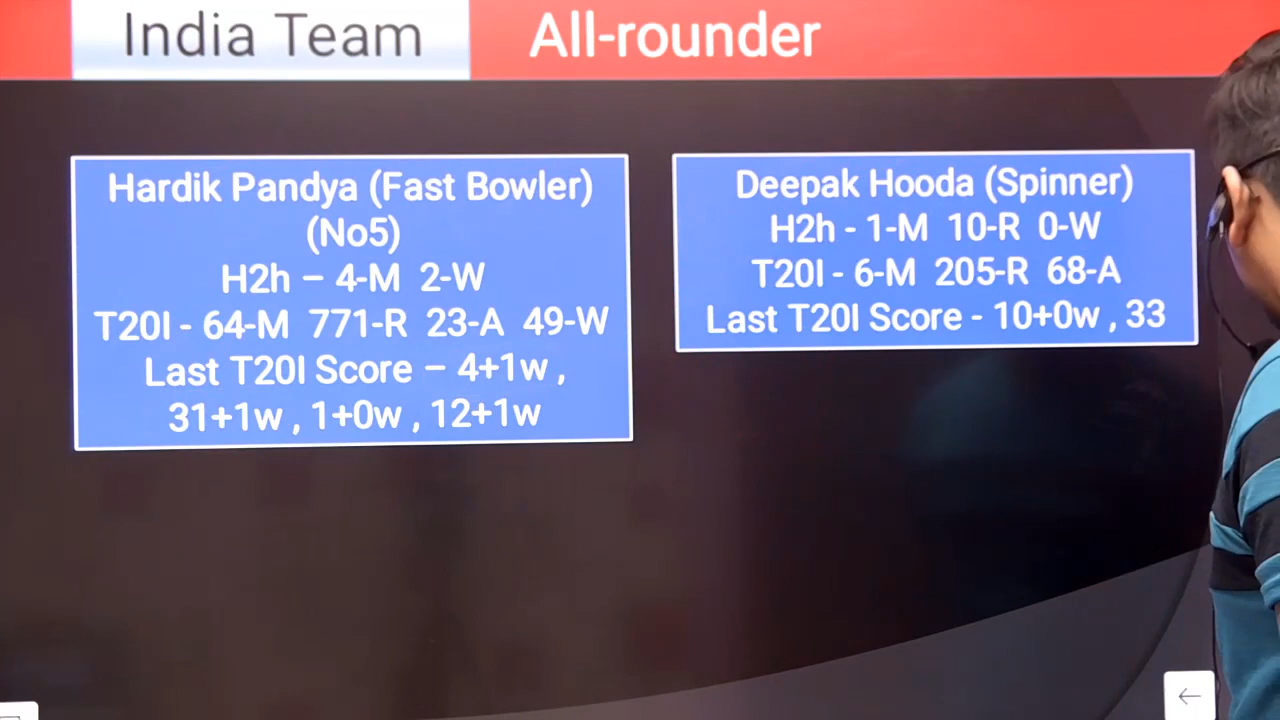 India Team
All-rounder
Hardik Pandya (Fast Bowler)
(No5)
H2h – 4-M 2-W
T20I - 64-M 771-R 23-A 49-W
Last T20I Score – 4+1w ,
31+1w , 1+0w , 12+1w
Deepak Hooda (Spinner)
H2h - 1-M 10-R 0-W
T20I - 6-M 205-R 68-A
Last T20I Score - 10+0w , 33